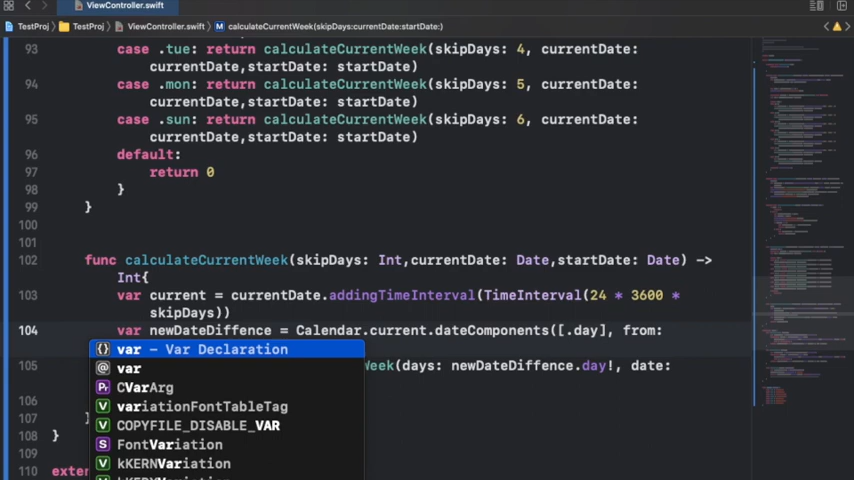 ViewController.swift
TestProj TestProj ViewController.swift M calculateCurrentWeek(skipDays:currentDate:startDate:)
93 case .tue: return calculateCurrentWeek(skipDays: 4, currentDate:
currentDate,startDate: startDate)
94 case .mon: return calculateCurrentWeek(skipDays: 5, currentDate:
currentDate,startDate: startDate)
95 case .sun: return calculateCurrentWeek(skipDays: 6, currentDate:
currentDate,startDate: startDate)
96 default:
97 return 0
98 }
99 }
100
101
102 func calculateCurrentWeek(skipDays: Int,currentDate: Date,startDate: Date) ->
Int{
103 var current = currentDate.addingTimeInterval(TimeInterval(24 * 3600 *
skipDays))
104 var newDateDiffence = Calendar.current.dateComponents([.day], from:
{} var – Var Declaration
105 Week(days: newDateDiffence.day!, date:
@ var
Pr CVarArg
106
V variationFontTableTag
107 }
V COPYFILE_DISABLE_VAR
108 }
S FontVariation
109
V kKERNVariation
110 exter